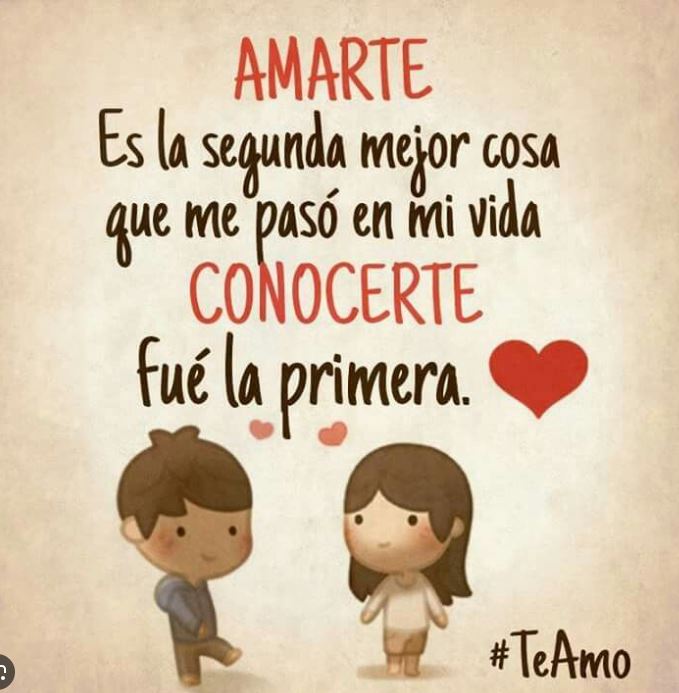 AMARTE
Es la segunda mejor cosa
que me pasó en mi vida
CONOCERTE
fué la primera.
#TeAmo